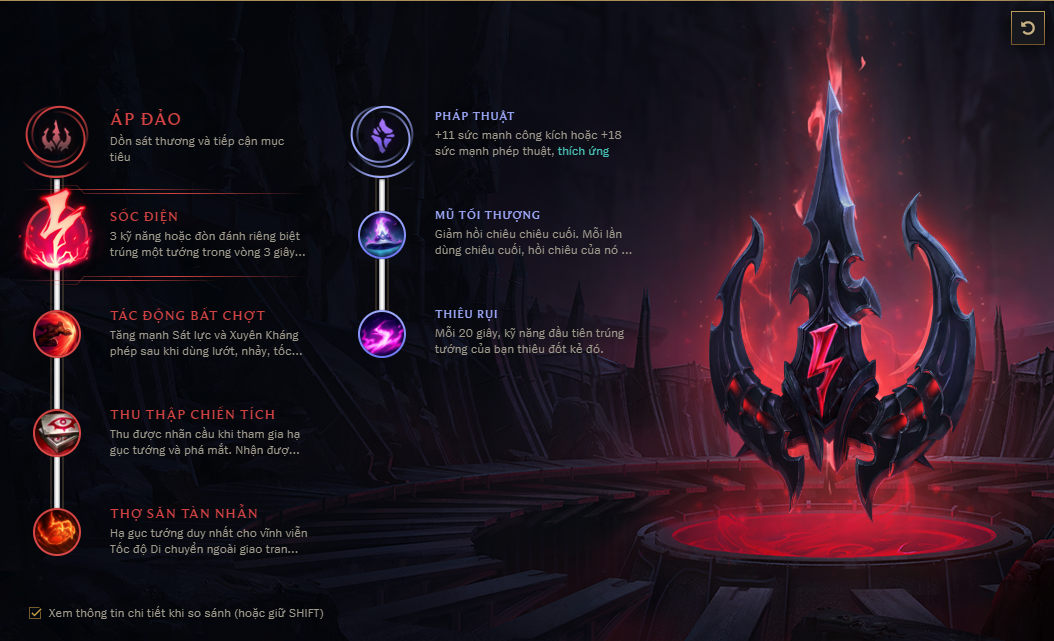 ÁP ĐẢO
Dồn sát thương và tiếp cận mục
tiêu
SỐC ĐIỆN
3 kỹ năng hoặc đòn đánh riêng biệt
trúng một tướng trong vòng 3 giây...
TÁC ĐỘNG BẤT CHỢT
Tăng mạnh Sát lực và Xuyên Kháng
phép sau khi dùng lướt, nhảy, tốc...
THU THẬP CHIẾN TÍCH
Thu được nhãn cầu khi tham gia hạ
gục tướng và phá mắt. Nhận đượ...
THỢ SĂN TÀN NHẪN
Hạ gục tướng duy nhất cho vĩnh viễn
Tốc độ Di chuyển ngoài giao tran...
PHÁP THUẬT
+11 sức mạnh công kích hoặc +18
sức mạnh phép thuật, thích ứng
MŨ TỐI THƯỢNG
Giảm hồi chiêu chiêu cuối. Mỗi lần
dùng chiêu cuối, hồi chiêu của nó ...
THIÊU RỤI
Mỗi 20 giây, kỹ năng đầu tiên trúng
tướng của bạn thiêu đốt kẻ đó.
Xem thông tin chi tiết khi so sánh (hoặc giữ SHIFT)